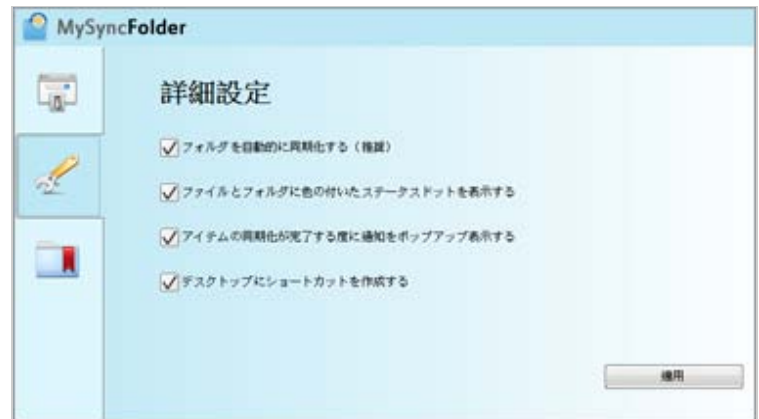 MySyncFolder
詳細設定
フォルダを自動的に同期化する（推奨）
ファイルとフォルダに色の付いたステークスドットを表示する
アイテムの同期化が完了する度に通知をポップアップ表示する
デスクトップにショートカットを作成する
適用